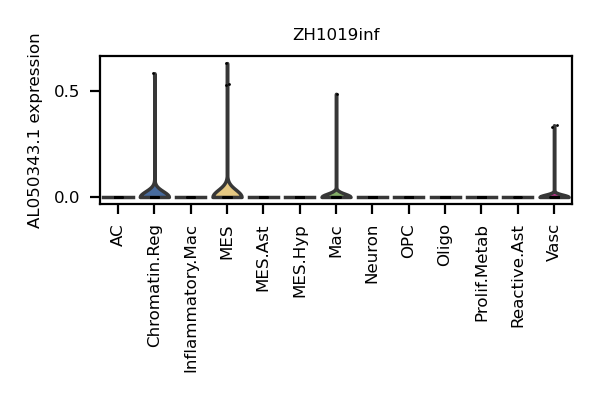 ZH1019inf
AL050343.1 expression
0.5
0.0
AC
Chromatin.Reg
Inflammatory.Mac
MES
MES.Ast
MES.Hyp
Mac
Neuron
OPC
Oligo
Prolif.Metab
Reactive.Ast
Vasc